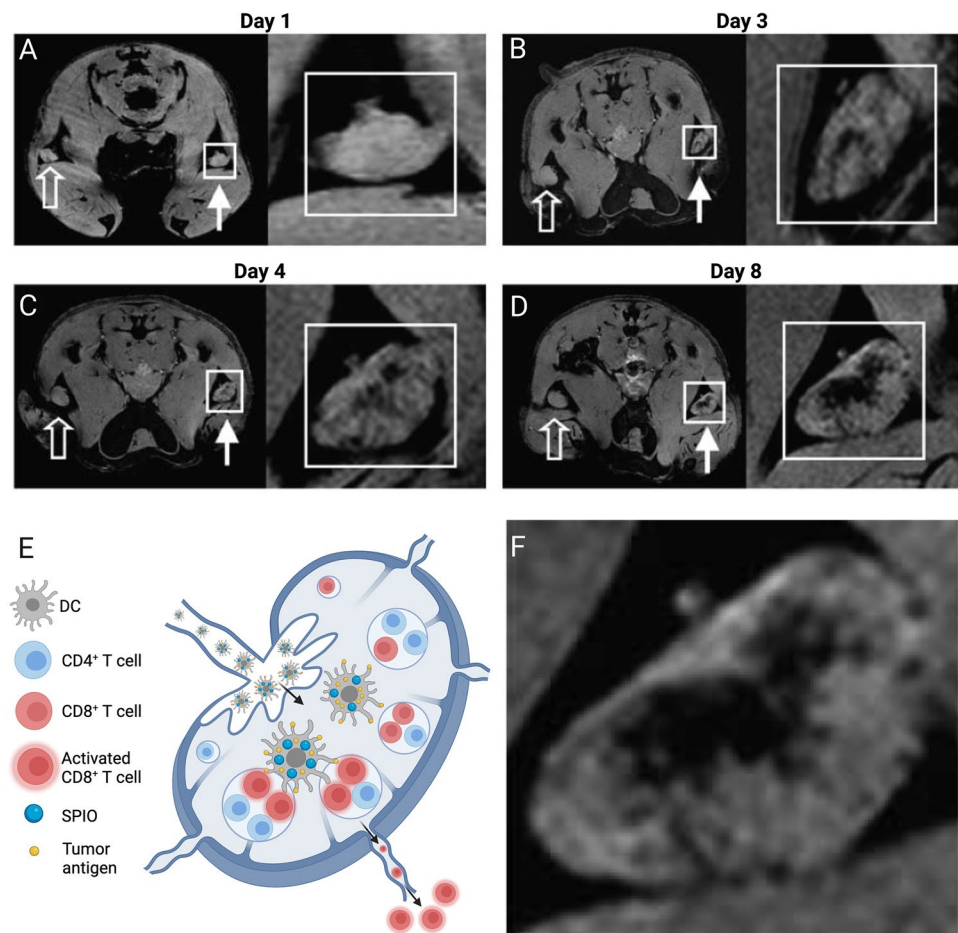 Day 1
Day 3
A
B
Day 4
Day 8
C
D
E
DC
CD4⁺ T cell
CD8⁺ T cell
Activated
CD8⁺ T cell
SPIO
Tumor
antigen
F